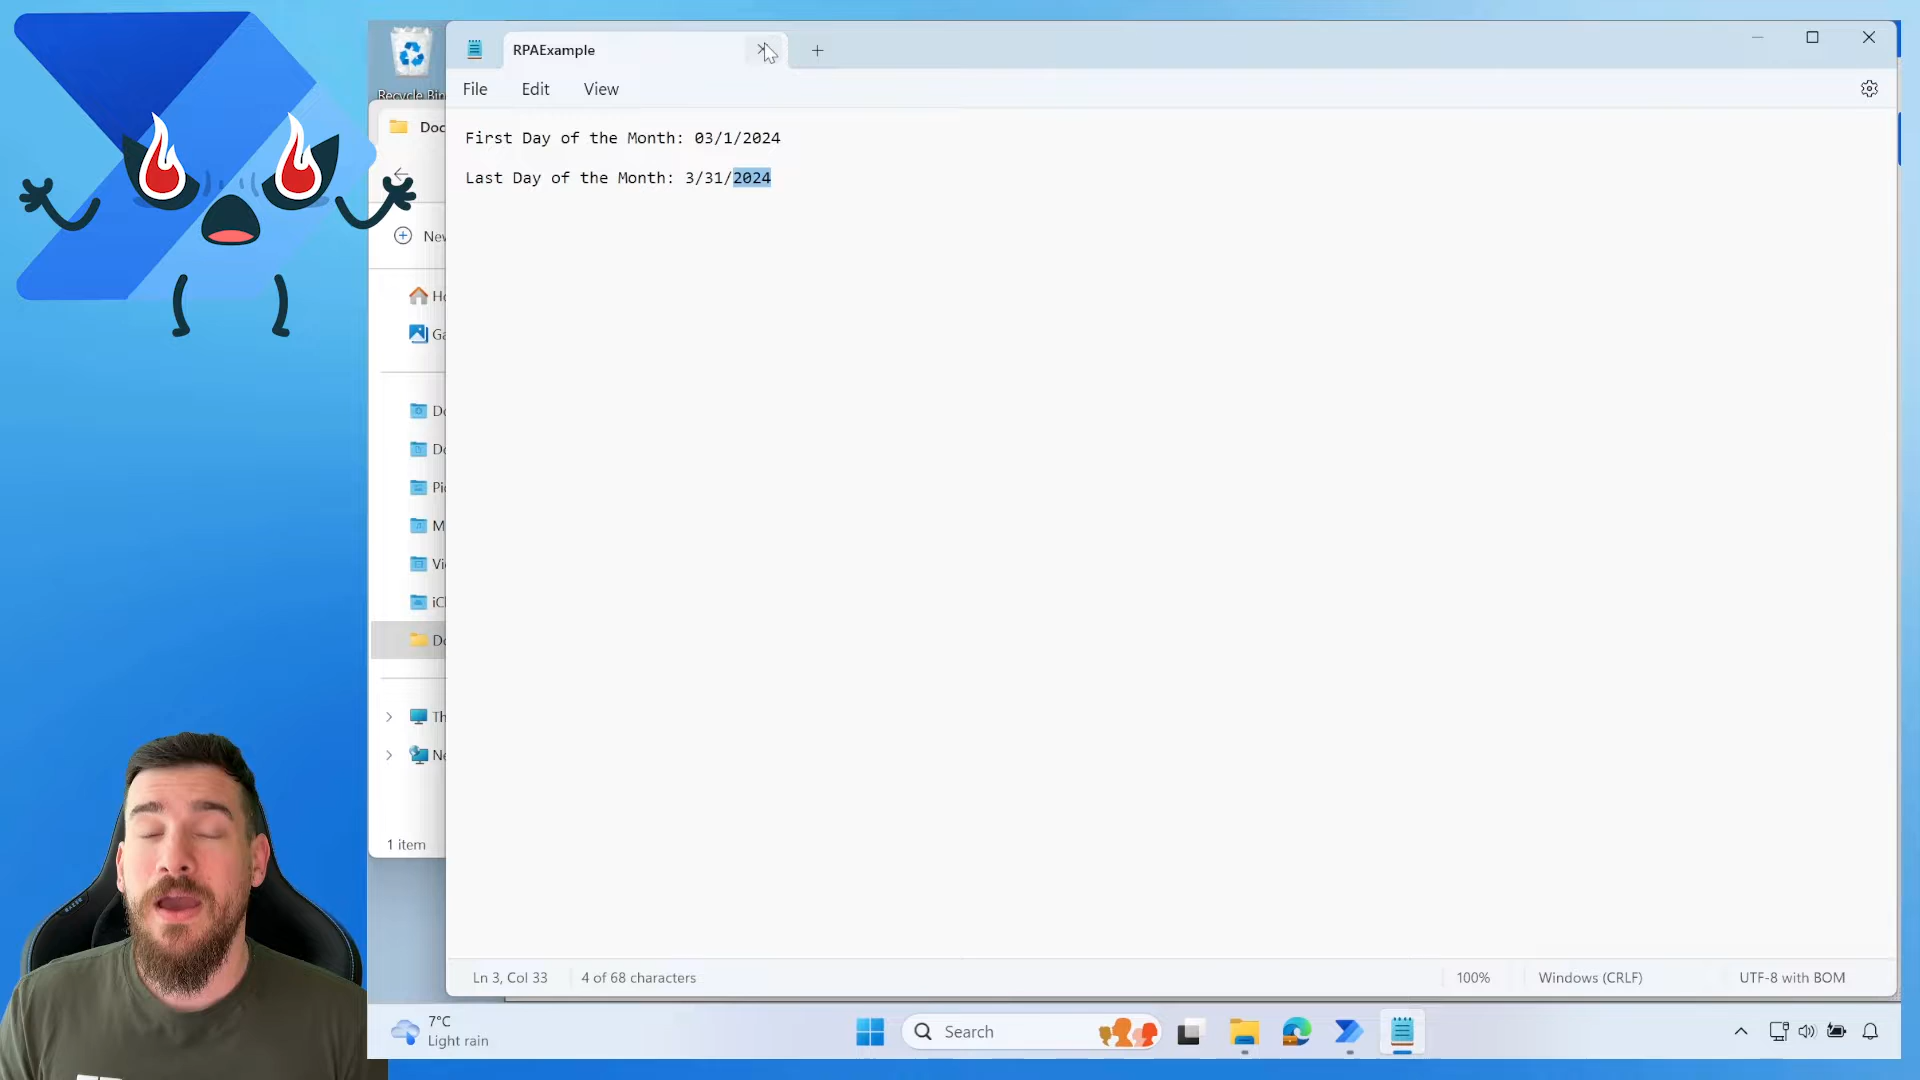 RPAExample
Recycle Bin
File Edit View
Doc
First Day of the Month: 03/1/2024
Last Day of the Month: 3/31/2024
1 item
Ln 3, Col 33
4 of 68 characters
100%
Windows (CRLF)
UTF-8 with BOM
7°C
Light rain
Search